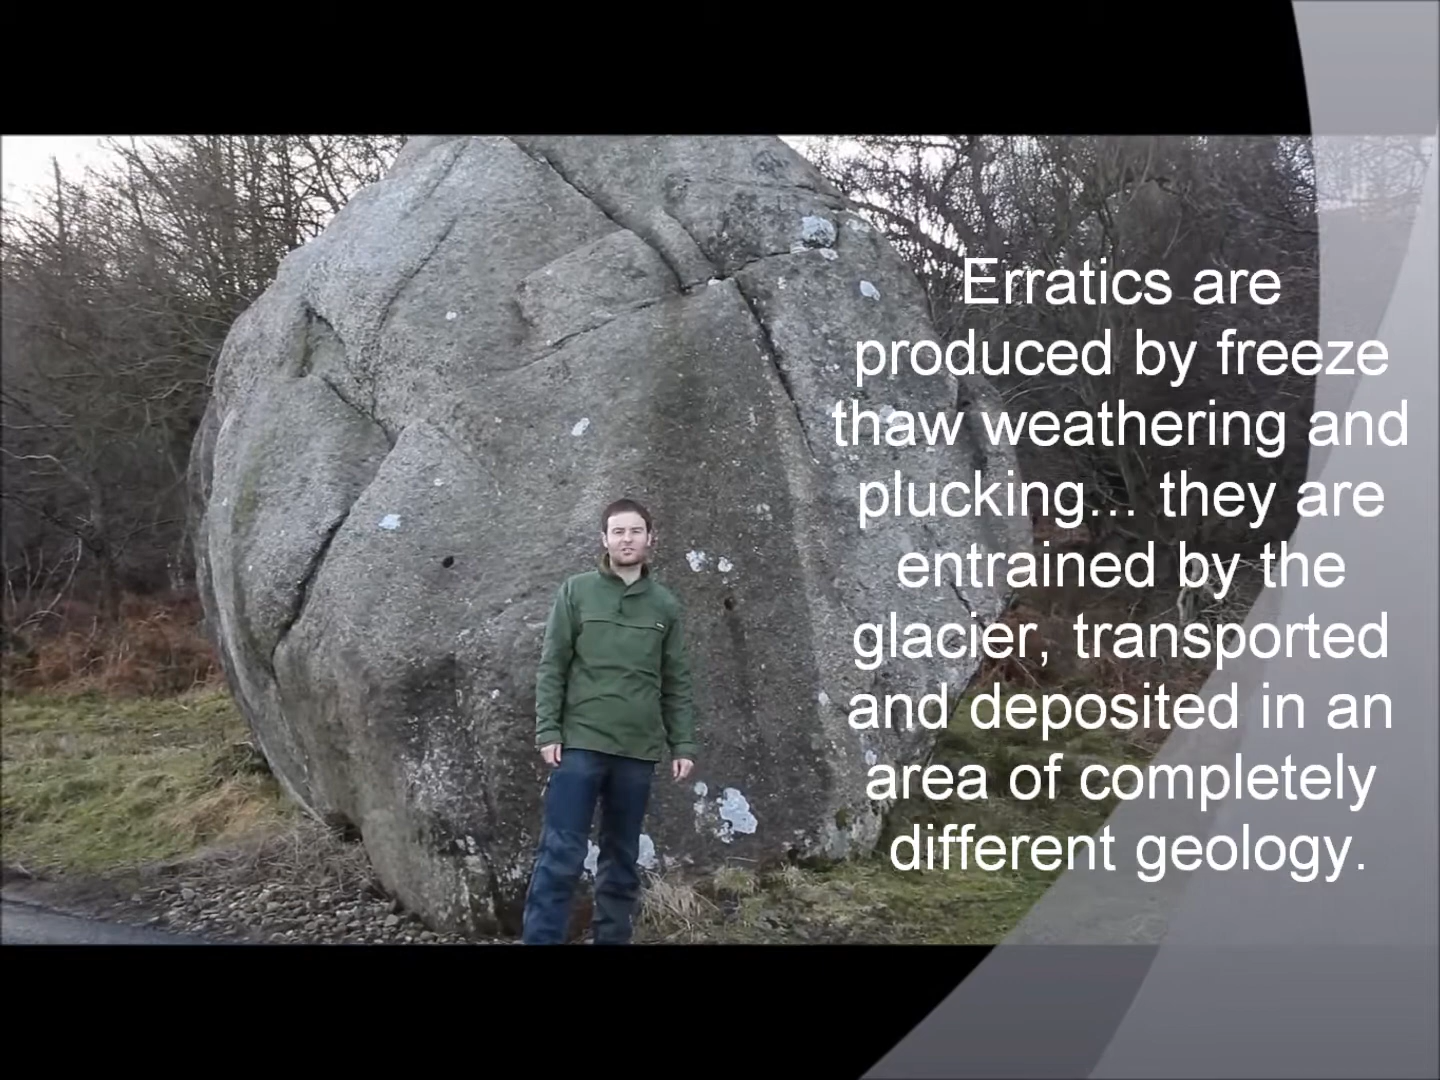 Erratics are
produced by freeze
thaw weathering and
plucking... they are
entrained by the
glacier, transported
and deposited in an
area of completely
different geology.